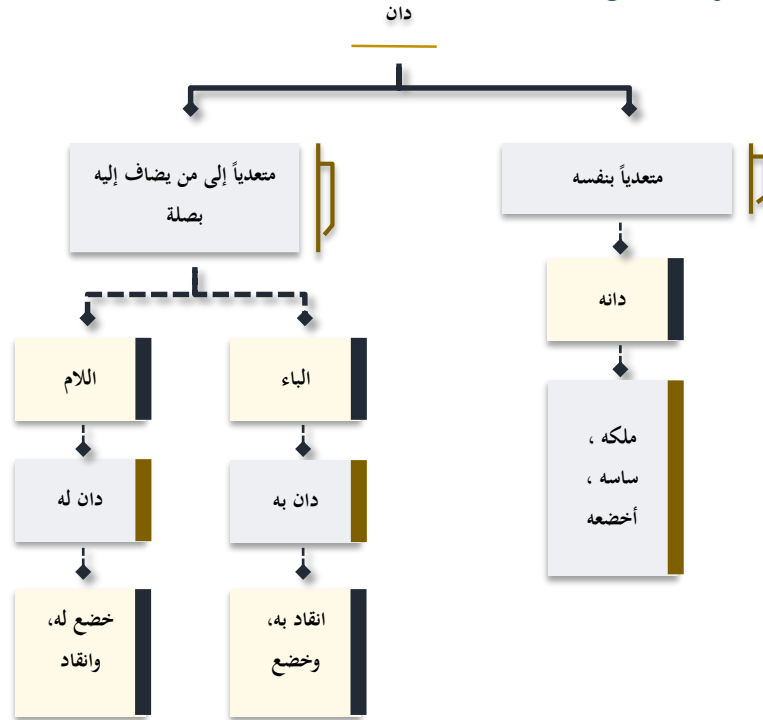 دان
متعدياً بنفسه
متعدياً إلى من يضاف إليه
بصلة
دانه
ملكه ،
ساسه ،
أخضعه
الباء
اللام
دان به
دان له
انقاد به،
وخضع
خضع له،
وانقاد